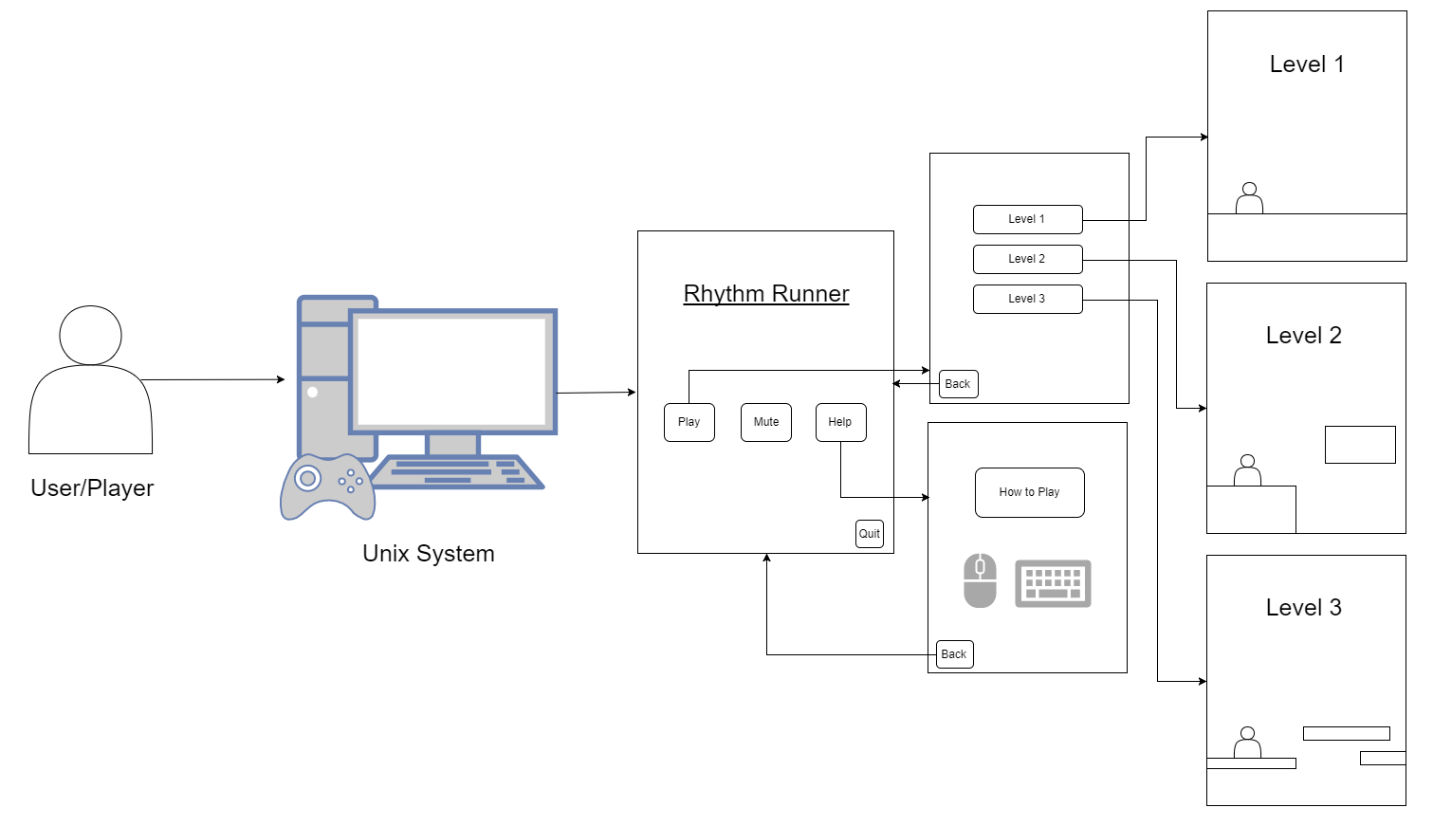 User/Player
Unix System
Rhythm Runner
Play
Mute
Help
Quit
Level 1
Level 2
Level 3
Back
How to Play
Back
Level 1
Level 2
Level 3